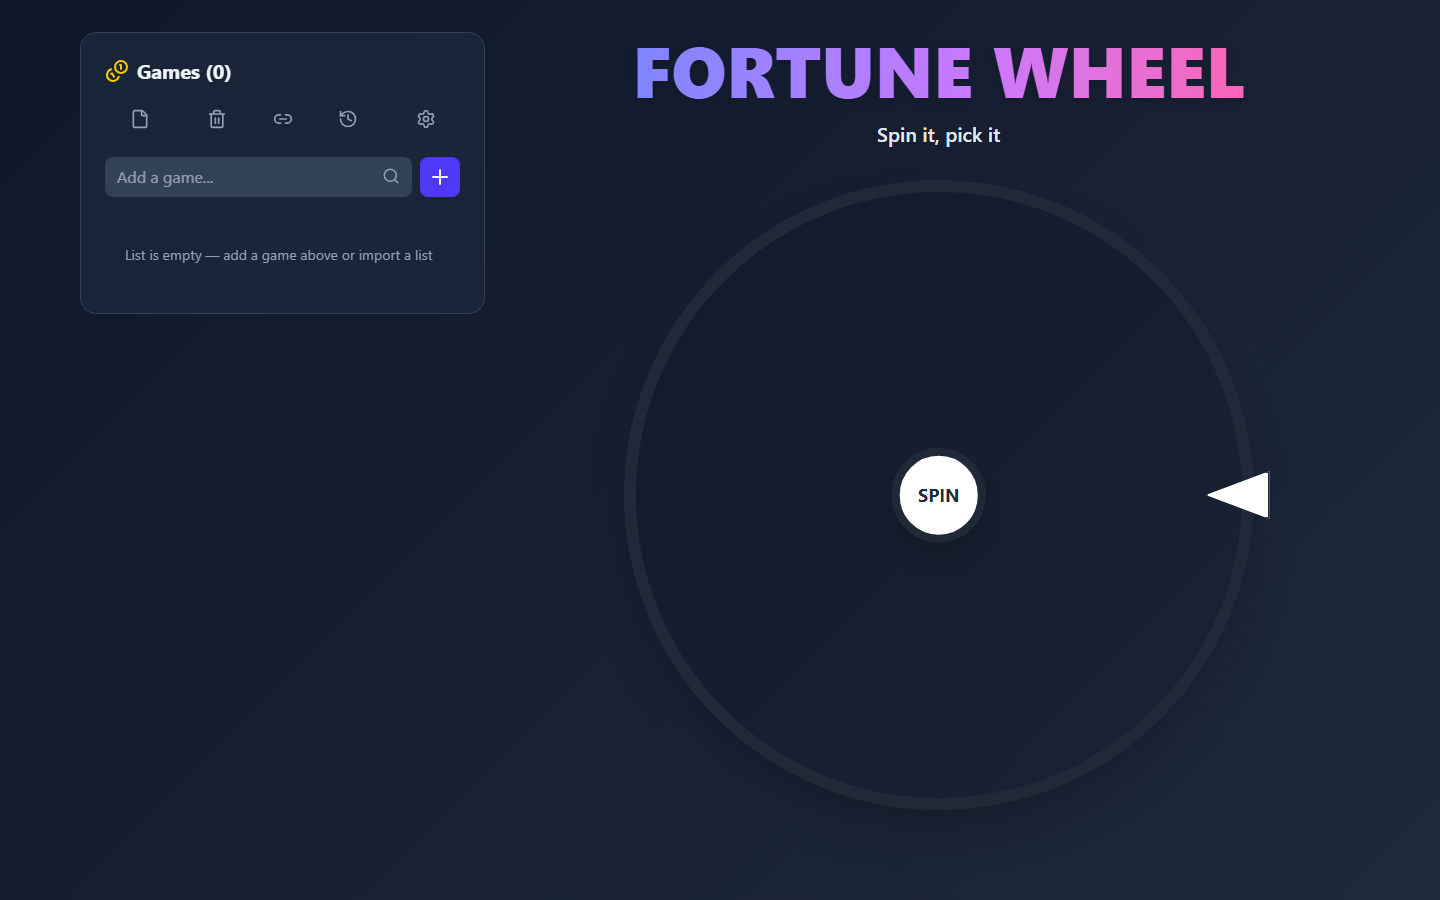 Games (0)
Add a game...
List is empty — add a game above or import a list
FORTUNE WHEEL
Spin it, pick it
SPIN